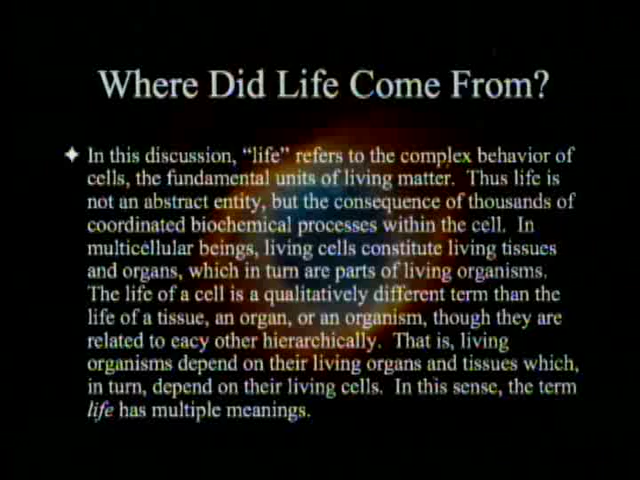 Where Did Life Come From?
In this discussion, “life” refers to the complex behavior of
cells, the fundamental units of living matter.  Thus life is
not an abstract entity, but the consequence of thousands of
coordinated biochemical processes within the cell.  In
multicellular beings, living cells constitute living tissues
and organs, which in turn are parts of living organisms.
The life of a cell is a qualitatively different term than the
life of a tissue, an organ, or an organism, though they are
related to eacy other hierarchically.  That is, living
organisms depend on their living organs and tissues which,
in turn, depend on their living cells.  In this sense, the term
life has multiple meanings.